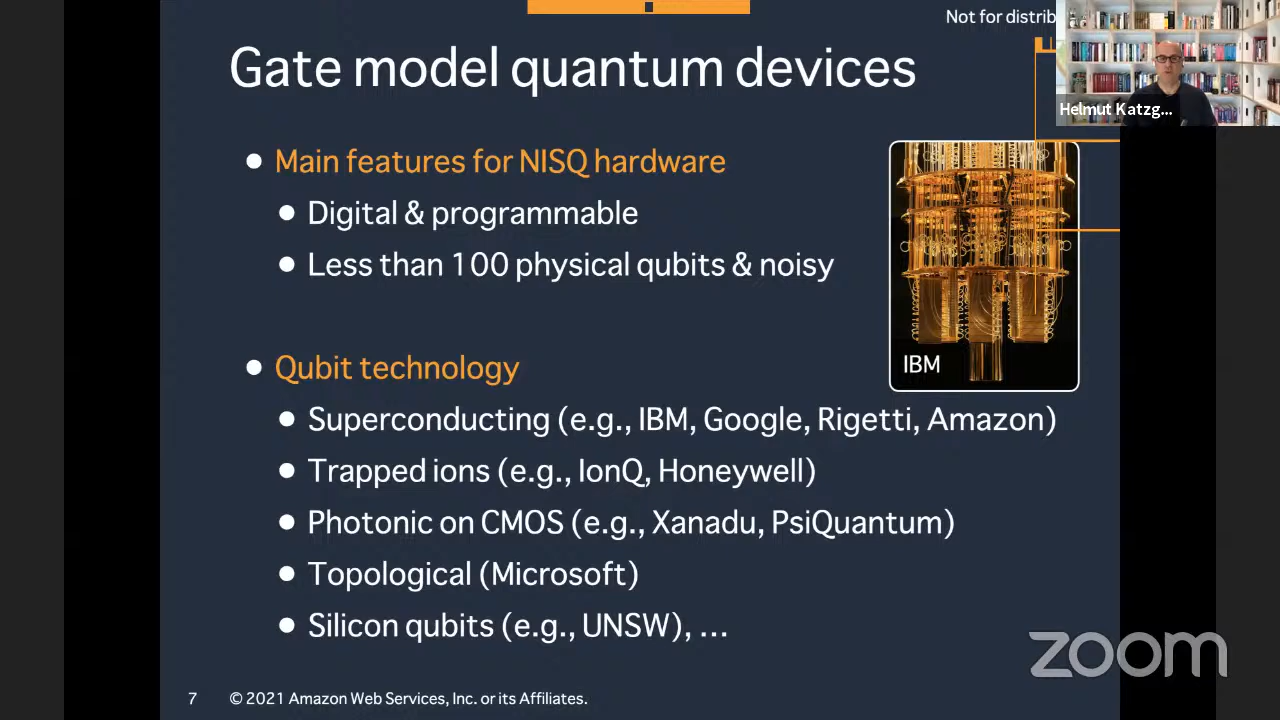 Not for distrib
Gate model quantum devices
Helmut Katzg...
Main features for NISQ hardware
Digital & programmable
Less than 100 physical qubits & noisy
IBM
Qubit technology
Superconducting (e.g., IBM, Google, Rigetti, Amazon)
Trapped ions (e.g., IonQ, Honeywell)
Photonic on CMOS (e.g., Xanadu, PsiQuantum)
Topological (Microsoft)
Silicon qubits (e.g., UNSW), ...
zoom
7 © 2021 Amazon Web Services, Inc. or its Affiliates.